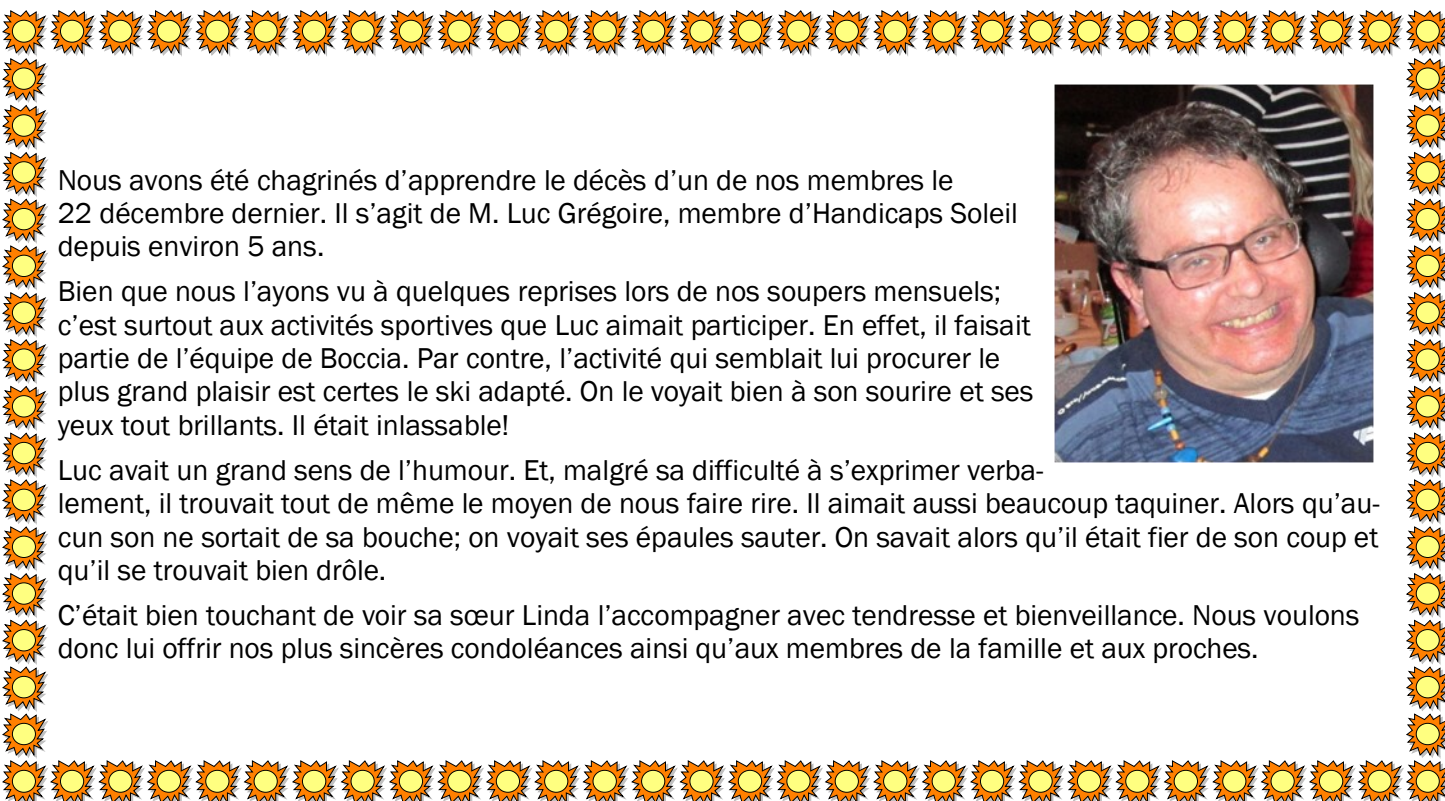 Nous avons été chagrinés d’apprendre le décès d’un de nos membres le
22 décembre dernier. Il s’agit de M. Luc Grégoire, membre d’Handicaps Soleil
depuis environ 5 ans.
Bien que nous l’ayons vu à quelques reprises lors de nos soupers mensuels;
c’est surtout aux activités sportives que Luc aimait participer. En effet, il faisait
partie de l’équipe de Boccia. Par contre, l’activité qui semblait lui procurer le
plus grand plaisir est certes le ski adapté. On le voyait bien à son sourire et ses
yeux tout brillants. Il était inlassable!
Luc avait un grand sens de l’humour. Et, malgré sa difficulté à s’exprimer verba-
lement, il trouvait tout de même le moyen de nous faire rire. Il aimait aussi beaucoup taquiner. Alors qu’au-
cun son ne sortait de sa bouche; on voyait ses épaules sauter. On savait alors qu’il était fier de son coup et
qu’il se trouvait bien drôle.
C’était bien touchant de voir sa sœur Linda l’accompagner avec tendresse et bienveillance. Nous voulons
donc lui offrir nos plus sincères condoléances ainsi qu’aux membres de la famille et aux proches.